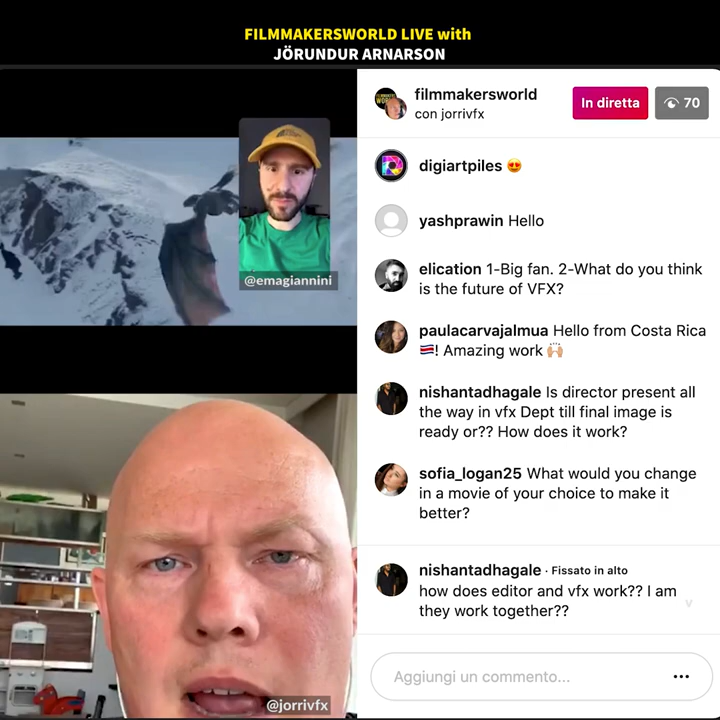 FILMMAKERSWORLD LIVE with
JÖRUNDUR ARNARSON
@emagiannini
@jorrivfx
filmmakersworld
con jorrivfx
In diretta
70
digiartpiles 😍
yashprawin Hello
elication 1-Big fan. 2-What do you think
is the future of VFX?
paulacarvajalmua Hello from Costa Rica
🇨🇷! Amazing work 🙌🏼
nishantadhagale Is director present all
the way in vfx Dept till final image is
ready or?? How does it work?
sofia_logan25 What would you change
in a movie of your choice to make it
better?
nishantadhagale · Fissato in alto
how does editor and vfx work?? I am
they work together??
Aggiungi un commento...